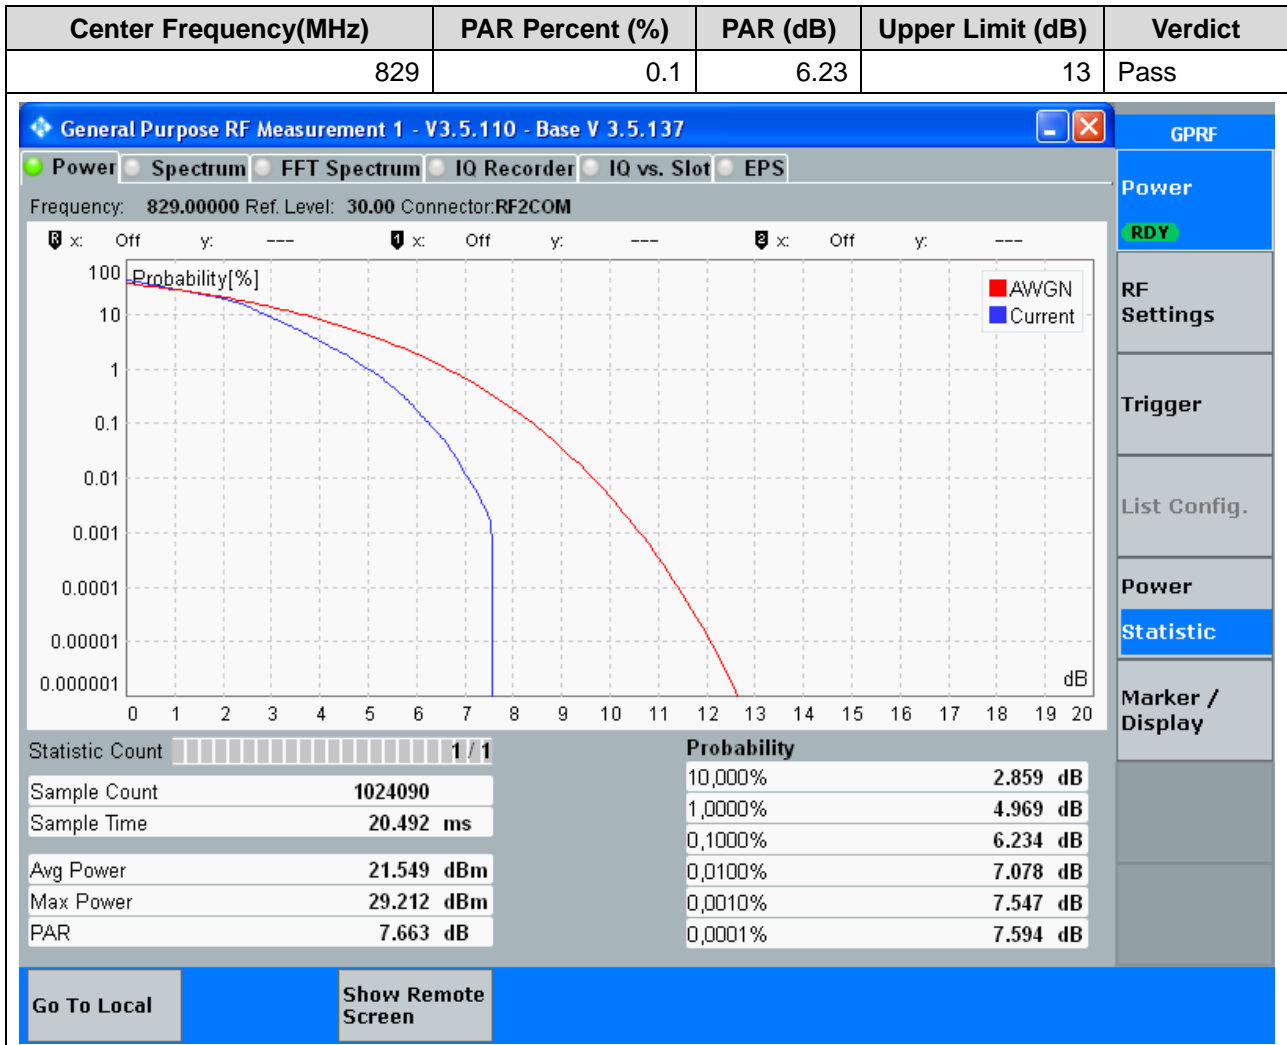 Center Frequency(MHz) PAR Percent (%) PAR (dB) Upper Limit (dB) Verdict
829 0.1 6.23 13 Pass
General Purpose RF Measurement 1 - V3.5.110 - Base V 3.5.137
GPRF
Power Spectrum FFT Spectrum IQ Recorder IQ vs. Slot EPS
Power
RDY
Frequency: 829.00000 Ref. Level: 30.00 Connector:RF2COM
R x: Off y: --- 1 x: Off y: --- 2 x: Off y: ---
Probability[%]
AWGN
Current
100
10
1
0.1
0.01
0.001
0.0001
0.00001
0.000001
dB
0 1 2 3 4 5 6 7 8 9 10 11 12 13 14 15 16 17 18 19 20
RF
Settings
Trigger
List Config.
Power
Statistic
Marker /
Display
Statistic Count 1 / 1
Sample Count 1024090
Sample Time 20.492 ms
Avg Power 21.549 dBm
Max Power 29.212 dBm
PAR 7.663 dB
Probability
10,000% 2.859 dB
1,0000% 4.969 dB
0,1000% 6.234 dB
0,0100% 7.078 dB
0,0010% 7.547 dB
0,0001% 7.594 dB
Go To Local
Show Remote
Screen